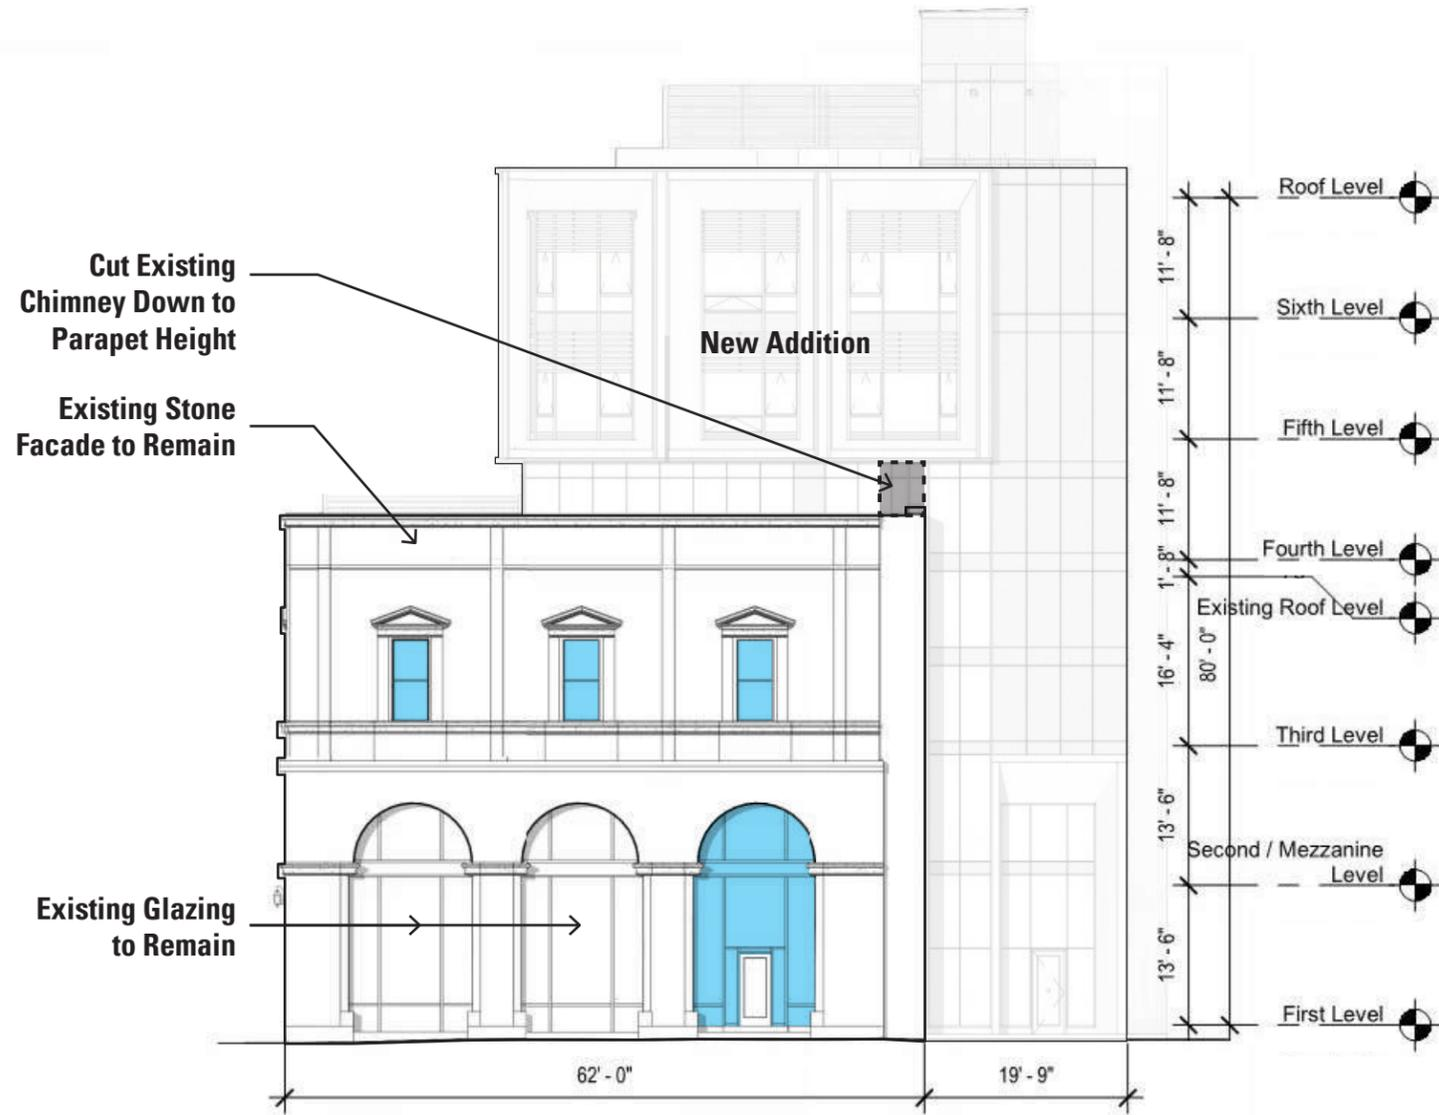 Roof Level
11' - 8"
Cut Existing
Chimney Down to
Parapet Height
Sixth Level
New Addition
11' - 8"
Existing Stone
Facade to Remain
Fifth Level
11' - 8"
Fourth Level
1' - 8"
Existing Roof Level
16' - 4"
80' - 0"
Third Level
13' - 6"
Second / Mezzanine
Level
Existing Glazing
to Remain
13' - 6"
First Level
62' - 0"
19' - 9"